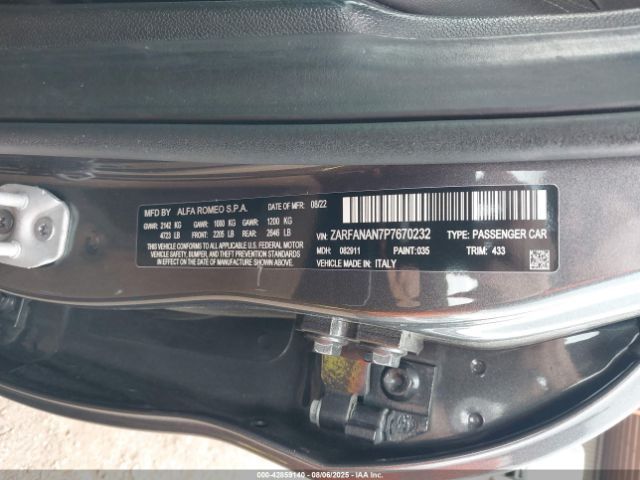 MFD BY ALFA ROMEO S.P.A. DATE OF MFR: 08/22
GVWR: 2142 KG GAWR: 1000 KG GAWR: 1200 KG
4723 LB FRONT: 2205 LB REAR: 2646 LB
THIS VEHICLE CONFORMS TO ALL APPLICABLE U.S. FEDERAL MOTOR
VEHICLE SAFETY, BUMPER, AND THEFT PREVENTION STANDARDS
IN EFFECT ON THE DATE OF MANUFACTURE SHOWN ABOVE.
VIN: ZARFANAN7P7670232 TYPE: PASSENGER CAR
MDH: 082911 PAINT: 035 TRIM: 433
VEHICLE MADE IN: ITALY
000-42859140 - 08/06/2025 - IAA Inc.